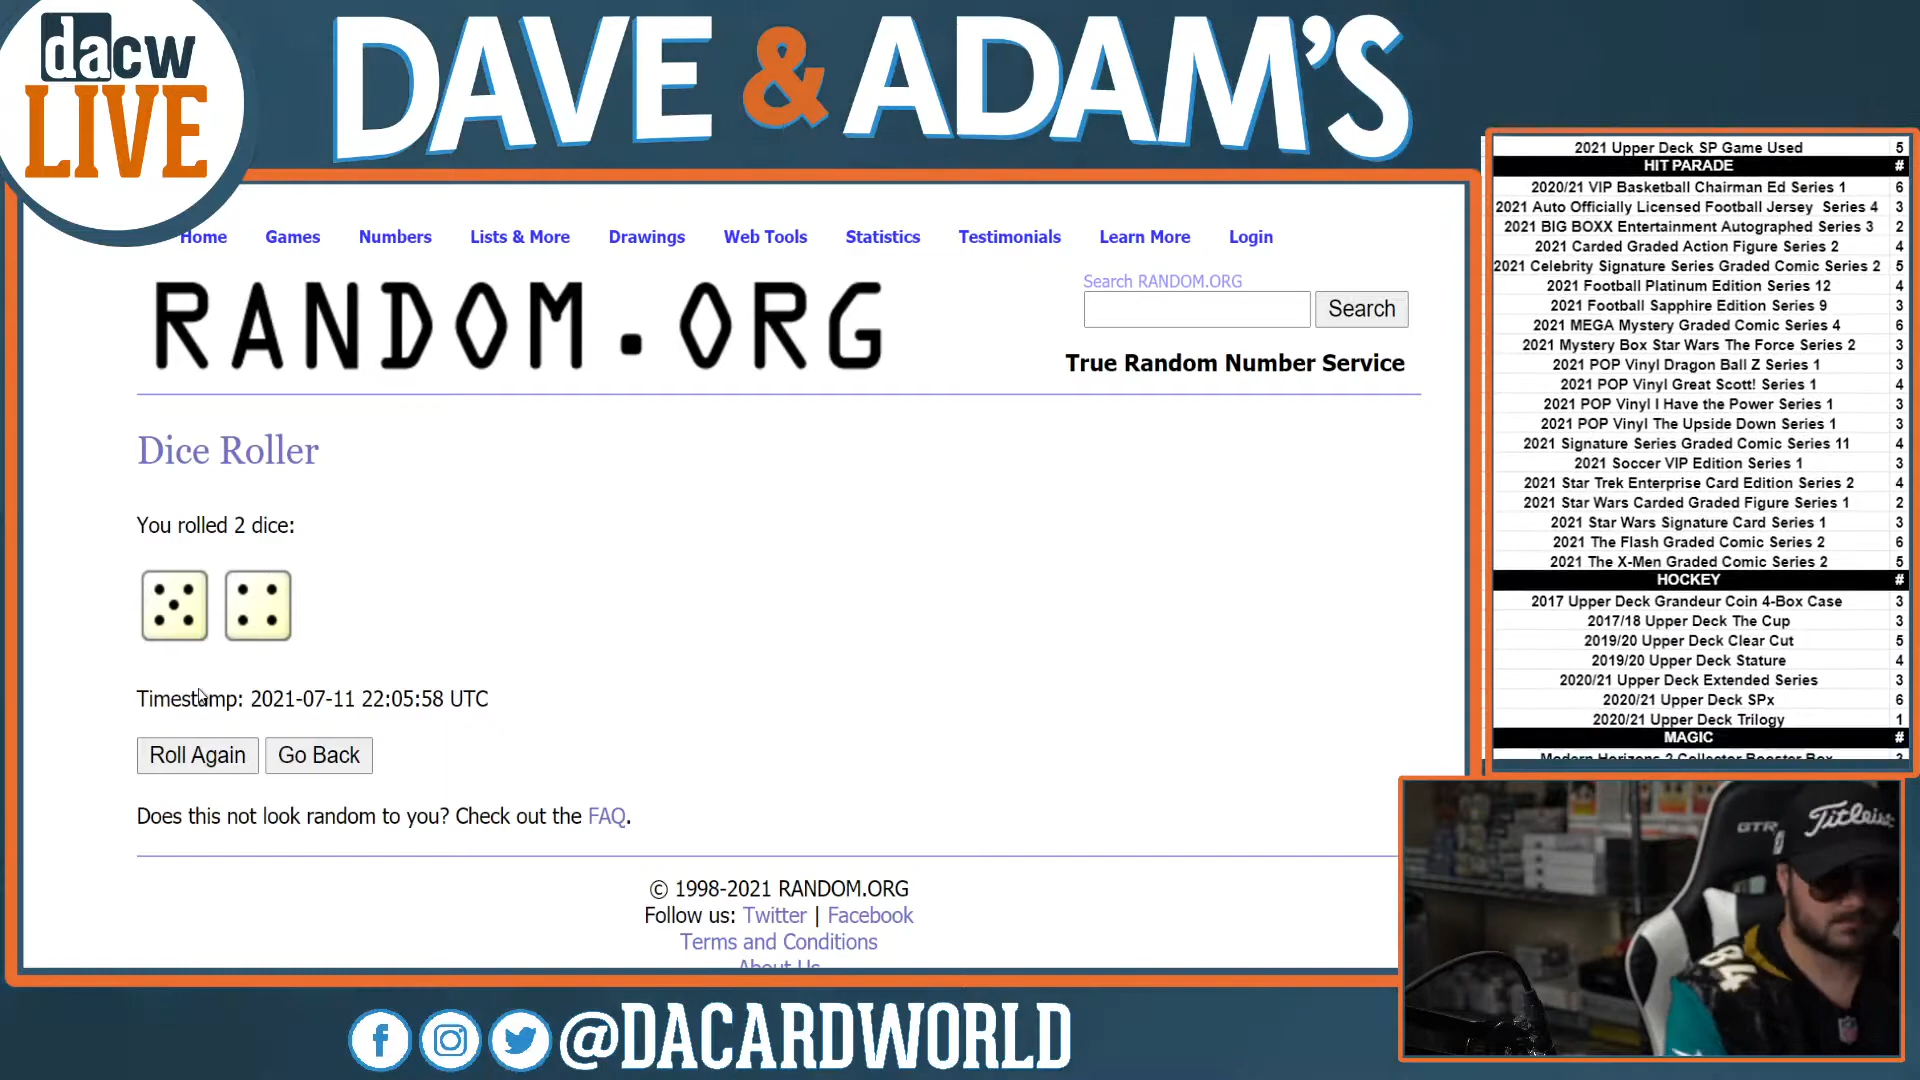 dacw
LIVE
DAVE & ADAM'S
Home Games Numbers Lists & More Drawings Web Tools Statistics Testimonials Learn More Login
RANDOM.ORG
Search RANDOM.ORG
Search
True Random Number Service
Dice Roller
You rolled 2 dice:
Timestamp: 2021-07-11 22:05:58 UTC
Roll Again Go Back
Does this not look random to you? Check out the FAQ.
© 1998-2021 RANDOM.ORG
Follow us: Twitter | Facebook
Terms and Conditions
About Us
2021 Upper Deck SP Game Used 5
HIT PARADE #
2020/21 VIP Basketball Chairman Ed Series 1 6
2021 Auto Officially Licensed Football Jersey Series 4 3
2021 BIG BOXX Entertainment Autographed Series 3 2
2021 Carded Graded Action Figure Series 2 4
2021 Celebrity Signature Series Graded Comic Series 2 5
2021 Football Platinum Edition Series 12 4
2021 Football Sapphire Edition Series 9 3
2021 MEGA Mystery Graded Comic Series 4 6
2021 Mystery Box Star Wars The Force Series 2 3
2021 POP Vinyl Dragon Ball Z Series 1 3
2021 POP Vinyl Great Scott! Series 1 4
2021 POP Vinyl I Have the Power Series 1 3
2021 POP Vinyl The Upside Down Series 1 3
2021 Signature Series Graded Comic Series 11 4
2021 Soccer VIP Edition Series 1 3
2021 Star Trek Enterprise Card Edition Series 2 4
2021 Star Wars Carded Graded Figure Series 1 2
2021 Star Wars Signature Card Series 1 3
2021 The Flash Graded Comic Series 2 6
2021 The X-Men Graded Comic Series 2 5
HOCKEY #
2017 Upper Deck Grandeur Coin 4-Box Case 3
2017/18 Upper Deck The Cup 3
2019/20 Upper Deck Clear Cut 5
2019/20 Upper Deck Stature 4
2020/21 Upper Deck Extended Series 3
2020/21 Upper Deck SPx 6
2020/21 Upper Deck Trilogy 1
MAGIC #
Modern Horizons 2 Collector Booster Box
GTR
Titleist
84
@DACARDWORLD